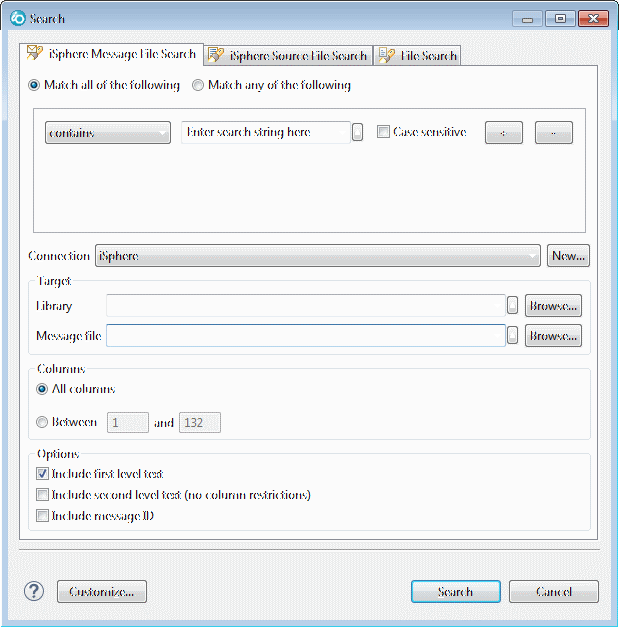 Search
iSphere Message File Search iSphere Source File Search File Search
Match all of the following Match any of the following
contains Enter search string here Case sensitive + -
Connection iSphere New...
Target
Library Browse...
Message file Browse...
Columns
All columns
Between 1 and 132
Options
Include first level text
Include second level text (no column restrictions)
Include message ID
? Customize... Search Cancel